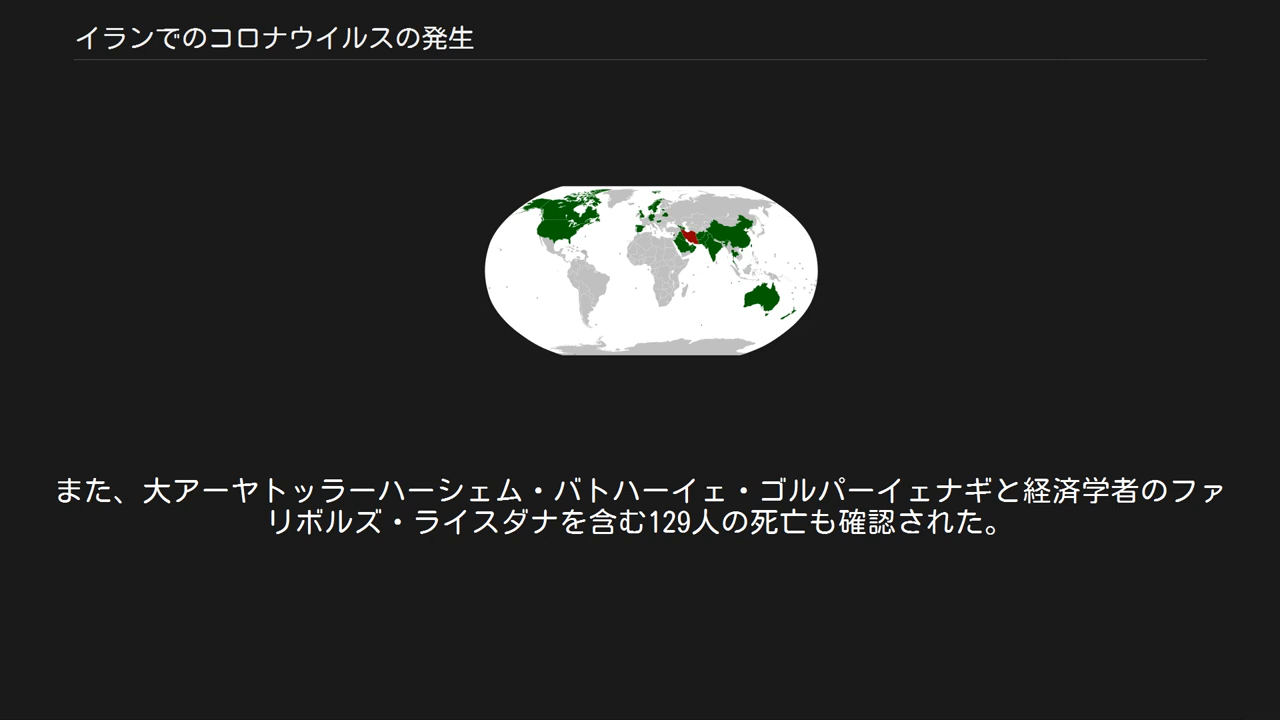 イランでのコロナウイルスの発生
また、大アーヤトッラーハーシェム・バトハーイェ・ゴルパーイェナギと経済学者のファ
リボルズ・ライスダナを含む129人の死亡も確認された。